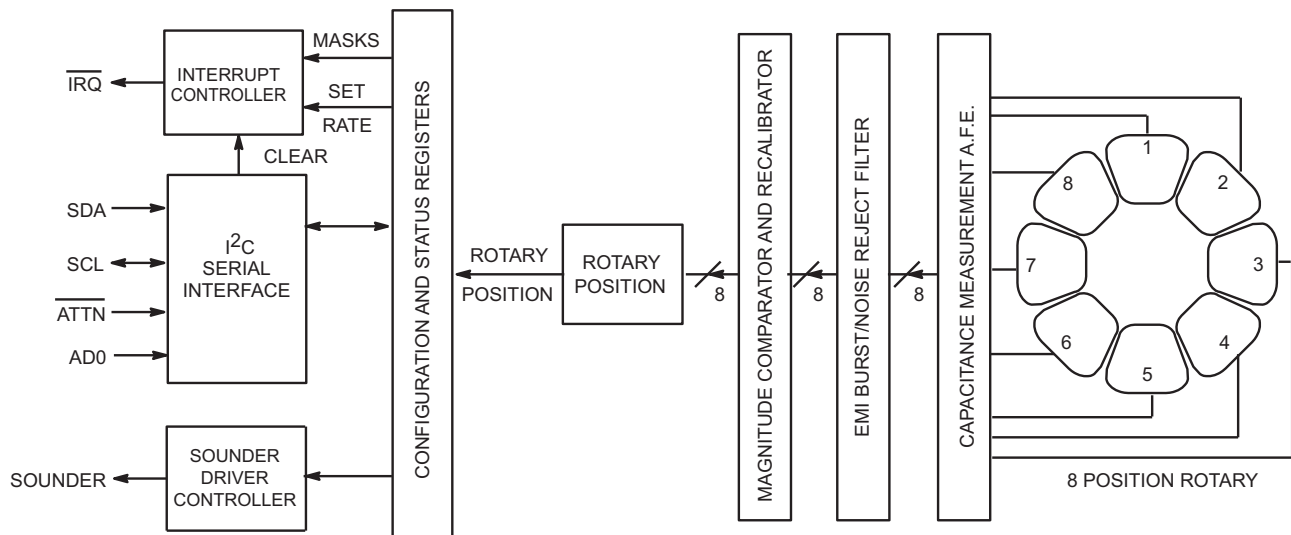 MASKS
IRQ
INTERRUPT
CONTROLLER
SET
RATE
CLEAR
SDA
SCL
ATTN
AD0
I2C
SERIAL
INTERFACE
SOUNDER
SOUNDER
DRIVER
CONTROLLER
CONFIGURATION AND STATUS REGISTERS
ROTARY
POSITION
ROTARY
POSITION
8
MAGNITUDE COMPARATOR AND RECALIBRATOR
8
EMI BURST/NOISE REJECT FILTER
8
CAPACITANCE MEASUREMENT A.F.E.
1
2
3
4
5
6
7
8
8 POSITION ROTARY